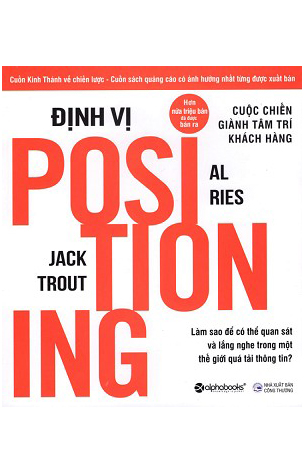 Cuốn Kinh Thánh về chiến lược - Cuốn sách quảng cáo có ảnh hưởng nhất từng được xuất bản
ĐỊNH VỊ
Hơn
nửa triệu bản
đã được
bán ra
CUỘC CHIẾN
GIÀNH TÂM TRÍ
KHÁCH HÀNG
POSI
AL
RIES
JACK
TROUT
TION
ING
Làm sao để có thể quan sát
và lắng nghe trong một
thế giới quá tải thông tin?
alphabooks
NHÀ XUẤT BẢN
CÔNG THƯƠNG